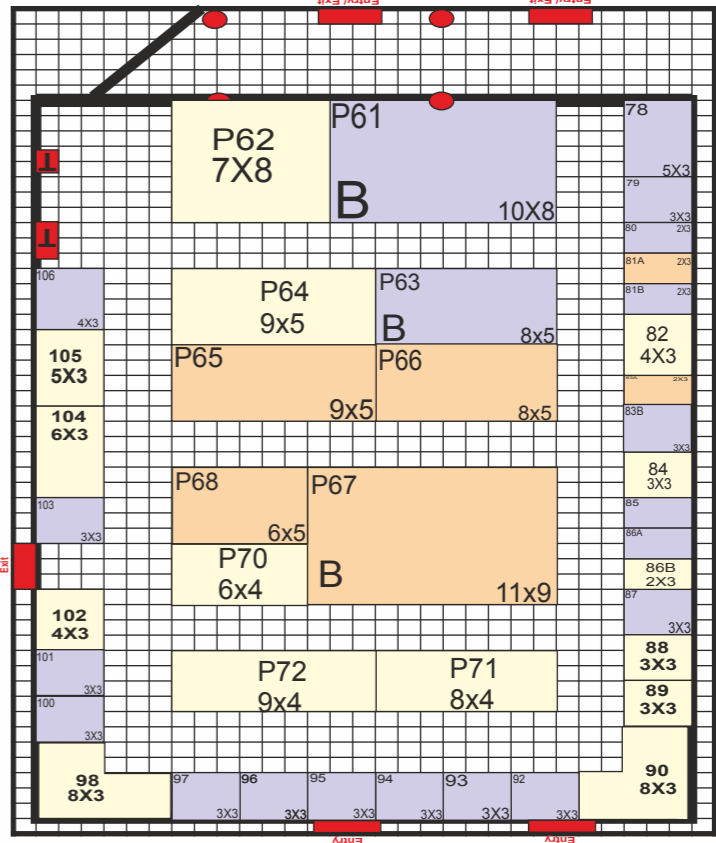 Entry/Exit
Entry/Exit
P62
7X8
P61
B
10X8
78
5X3
79
3X3
80
2X3
81A
2X3
81B
2X3
82
4X3
2X3
83B
3X3
84
3X3
85
86A
86B
2X3
87
3X3
88
3X3
89
3X3
90
8X3
T
T
106
4X3
105
5X3
104
6X3
103
3X3
Exit
102
4X3
101
3X3
100
3X3
98
8X3
P64
9x5
P63
B
8x5
P65
9x5
P66
8x5
P68
6x5
P67
B
11x9
P70
6x4
P72
9x4
P71
8x4
97
3X3
96
3X3
95
3X3
94
3X3
93
3X3
92
3X3
Entry
Entry